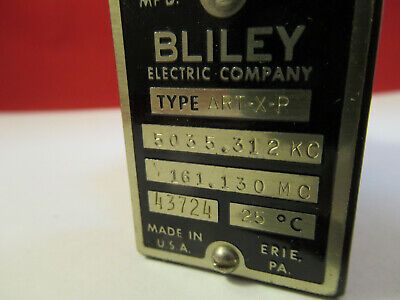 MFD.
BLILEY
ELECTRIC COMPANY
TYPE ART-X-P
5035.312 KC
161.130 MC
43724 25 °C
MADE IN U.S.A.
ERIE, PA.